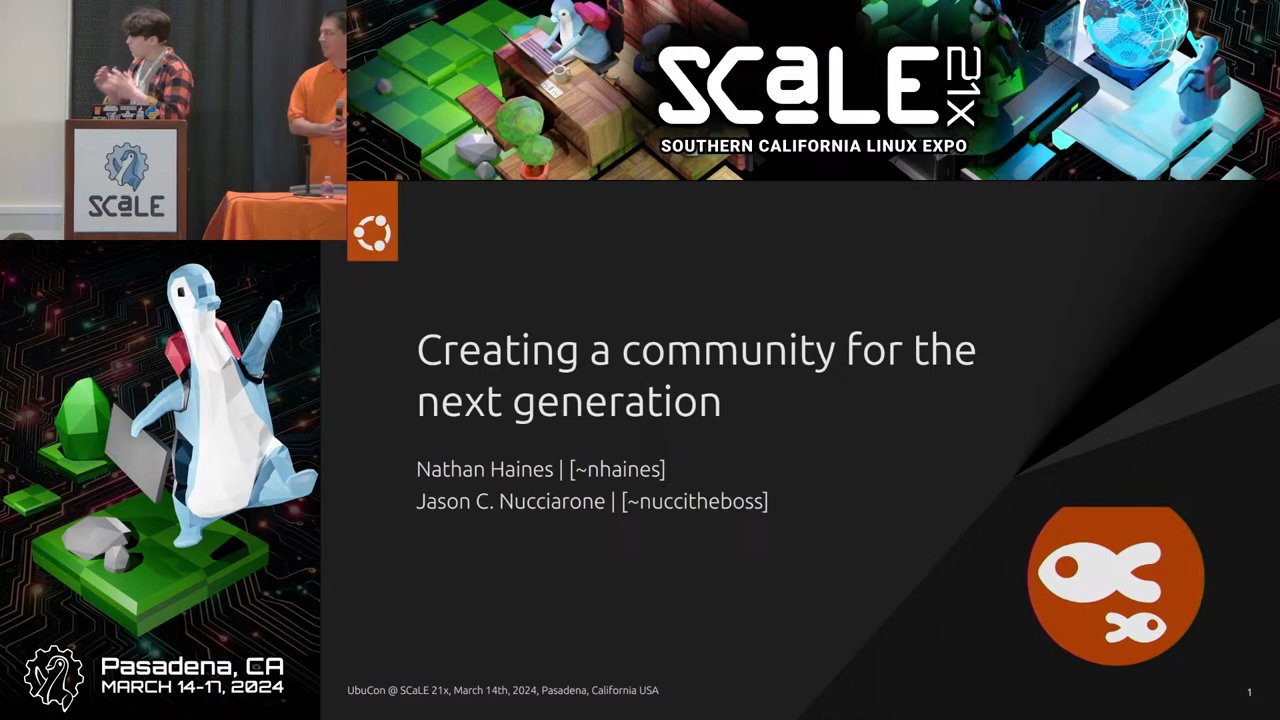 SCaLE 21x
SOUTHERN CALIFORNIA LINUX EXPO
SCaLE
Creating a community for the
next generation
Nathan Haines | [~nhaines]
Jason C. Nucciarone | [~nuccitheboss]
Pasadena, CA
MARCH 14-17, 2024
UbuCon @ SCaLE 21x, March 14th, 2024, Pasadena, California USA
1